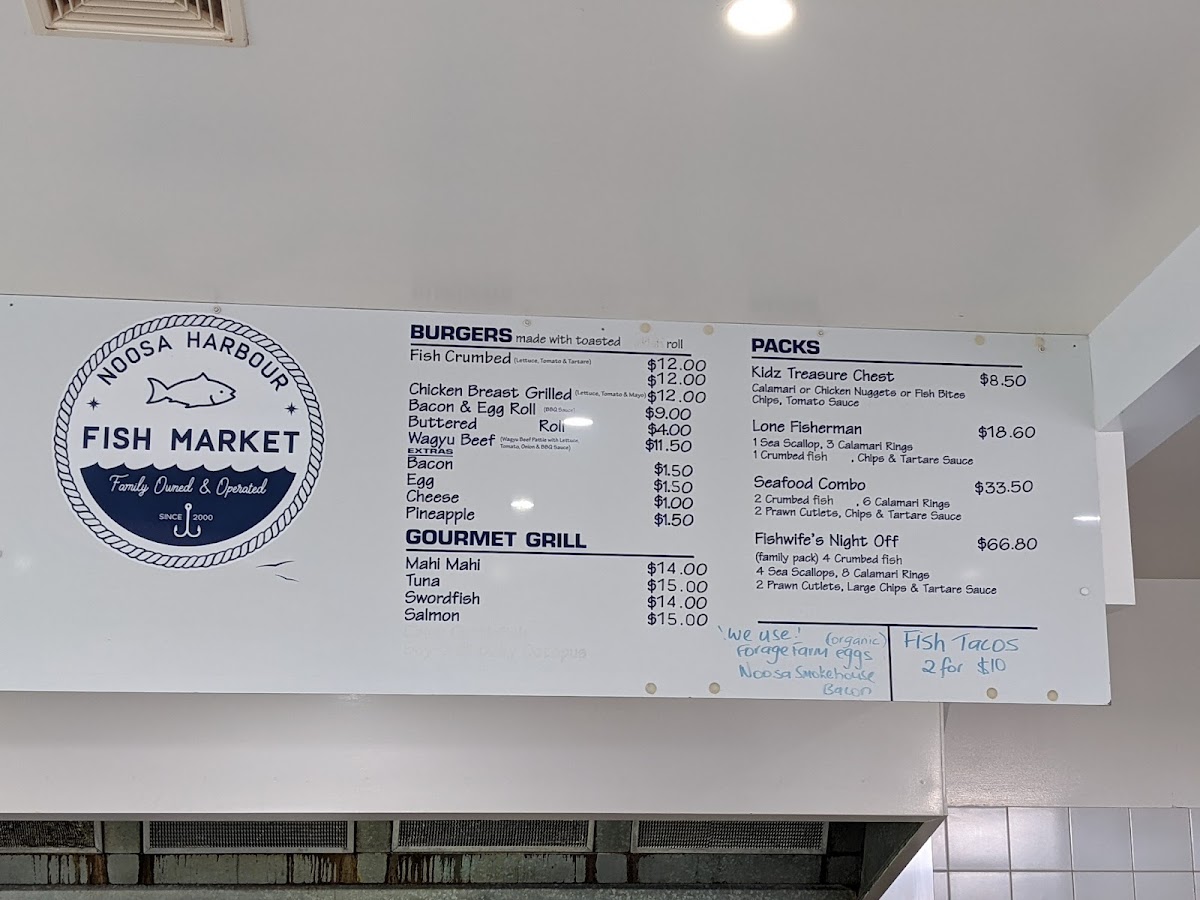 NOOSA HARBOUR
FISH MARKET
Family Owned & Operated
SINCE 2000
BURGERS made with toasted roll
Fish Crumbed (Lettuce, Tomato & Tartare) $12.00
$12.00
Chicken Breast Grilled (Lettuce, Tomato & Mayo) $12.00
Bacon & Egg Roll (BBQ Sauce) $9.00
Buttered Roll $4.00
Wagyu Beef (Wagyu Beef Pattie with Lettuce, $11.50
Tomato, Onion & BBQ Sauce)
EXTRAS
Bacon $1.50
Egg $1.50
Cheese $1.00
Pineapple $1.50
GOURMET GRILL
Mahi Mahi $14.00
Tuna $15.00
Swordfish $14.00
Salmon $15.00
PACKS
Kidz Treasure Chest $8.50
Calamari or Chicken Nuggets or Fish Bites
Chips, Tomato Sauce
Lone Fisherman $18.60
1 Sea Scallop, 3 Calamari Rings
1 Crumbed fish , Chips & Tartare Sauce
Seafood Combo $33.50
2 Crumbed fish , 6 Calamari Rings
2 Prawn Cutlets, Chips & Tartare Sauce
Fishwife's Night Off $66.80
(family pack) 4 Crumbed fish
4 Sea Scallops, 8 Calamari Rings
2 Prawn Cutlets, Large Chips & Tartare Sauce
'We use! (organic)
Forage farm eggs
Noosa Smokehouse
Bacon
Fish Tacos
2 for $10